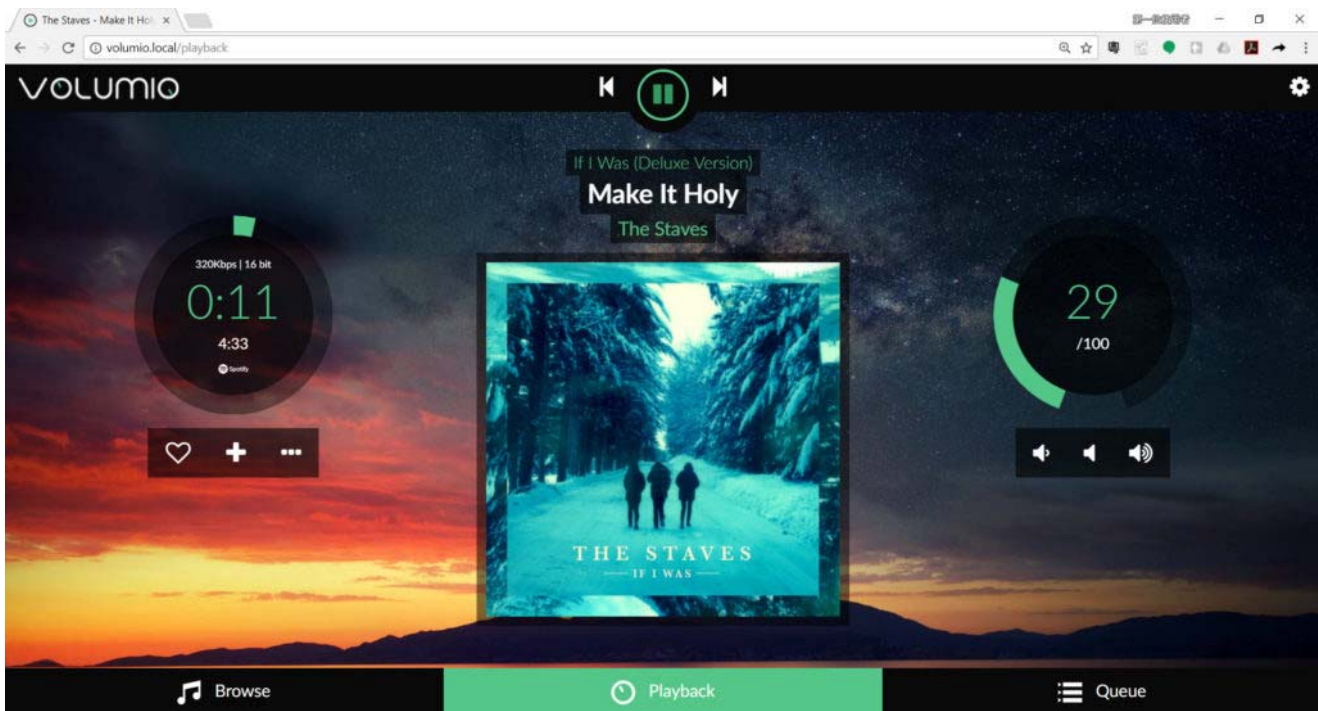 The Staves - Make It Hol
volumio.local/playback
VOLUMIO
If I Was (Deluxe Version)
Make It Holy
The Staves
320Kbps | 16 bit
0:11
4:33
Spotify
29
/100
THE STAVES
IF I WAS
Browse
Playback
Queue